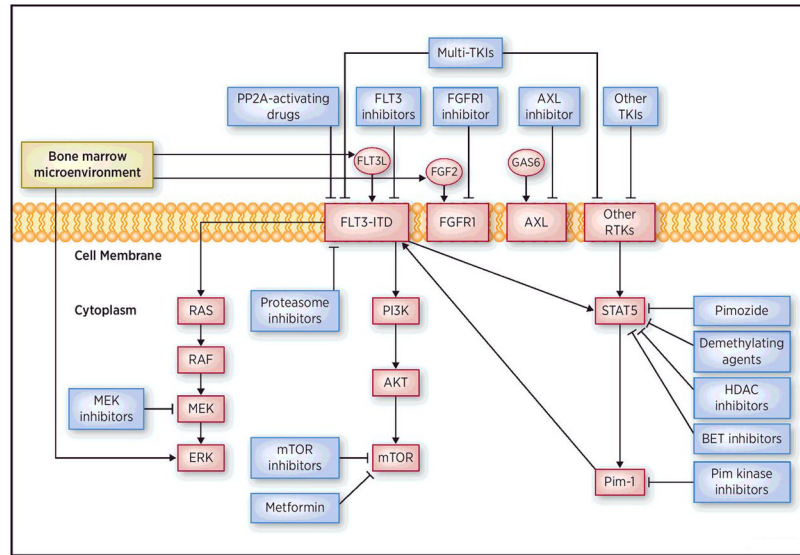 Multi-TKIs
PP2A-activating
drugs
FLT3
inhibitors
FGFR1
inhibitor
AXL
inhibitor
Other
TKIs
Bone marrow
microenvironment
FLT3L
FGF2
GAS6
FLT3-ITD
FGFR1
AXL
Other
RTKs
Cell Membrane
Cytoplasm
Proteasome
inhibitors
RAS
PI3K
STAT5
Pimozide
RAF
Demethylating
agents
AKT
HDAC
inhibitors
MEK
inhibitors
MEK
BET inhibitors
ERK
mTOR
inhibitors
mTOR
Pim-1
Pim kinase
inhibitors
Metformin